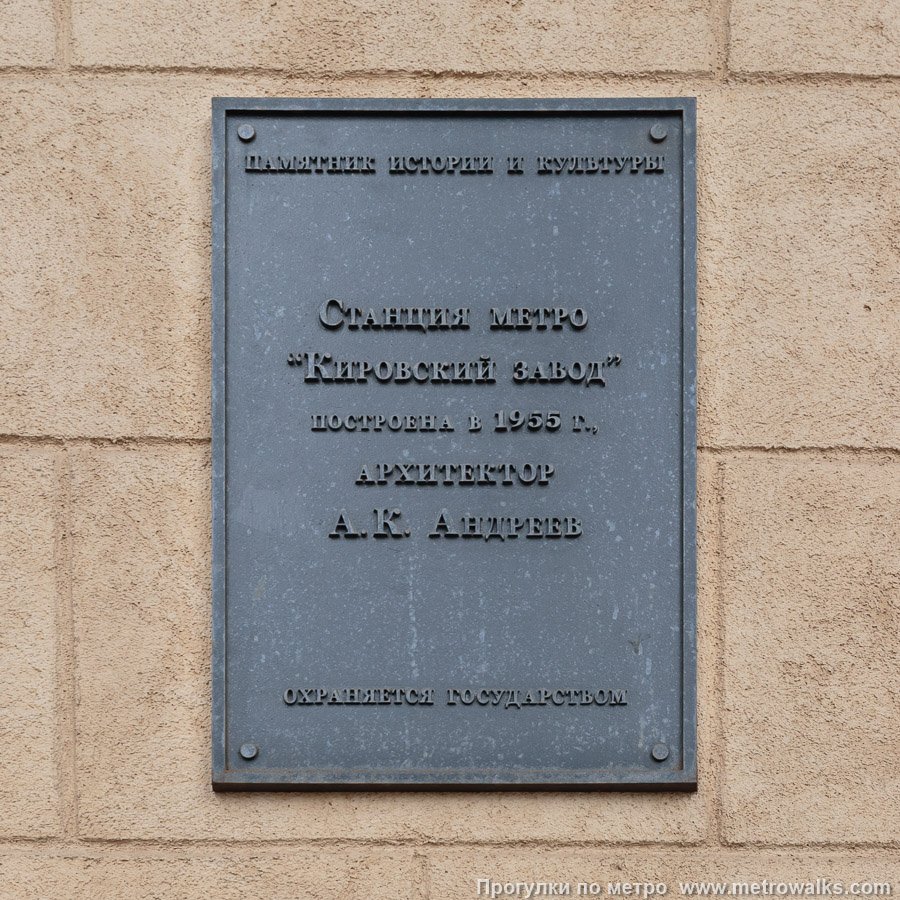 ПАМЯТНИК ИСТОРИИ И КУЛЬТУРЫ
СТАНЦИЯ МЕТРО
“КИРОВСКИЙ ЗАВОД”
ПОСТРОЕНА В 1955 Г.,
АРХИТЕКТОР
А.К. АНДРЕЕВ
ОХРАНЯЕТСЯ ГОСУДАРСТВОМ
Прогулки по метро www.metrowalks.com